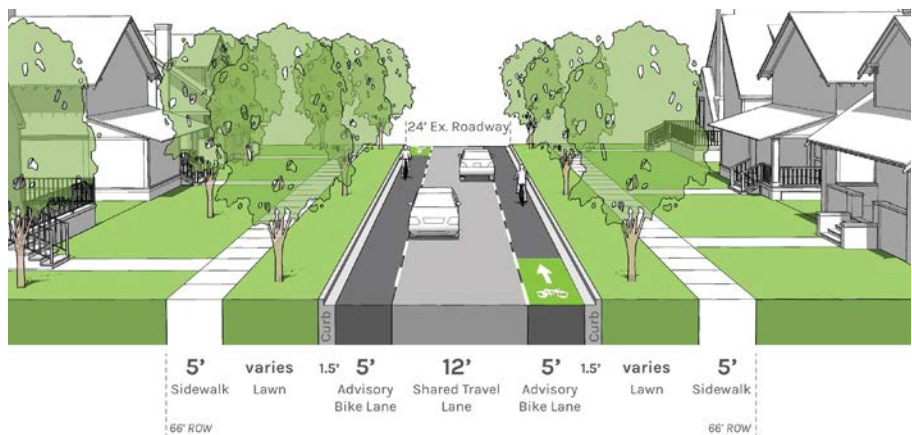 24' Ex. Roadway
Curb
Curb
5' varies 1.5' 5' 12' 5' 1.5' varies 5'
Sidewalk Lawn Advisory Shared Travel Advisory Lawn Sidewalk
Bike Lane Lane Bike Lane
66' ROW 66' ROW